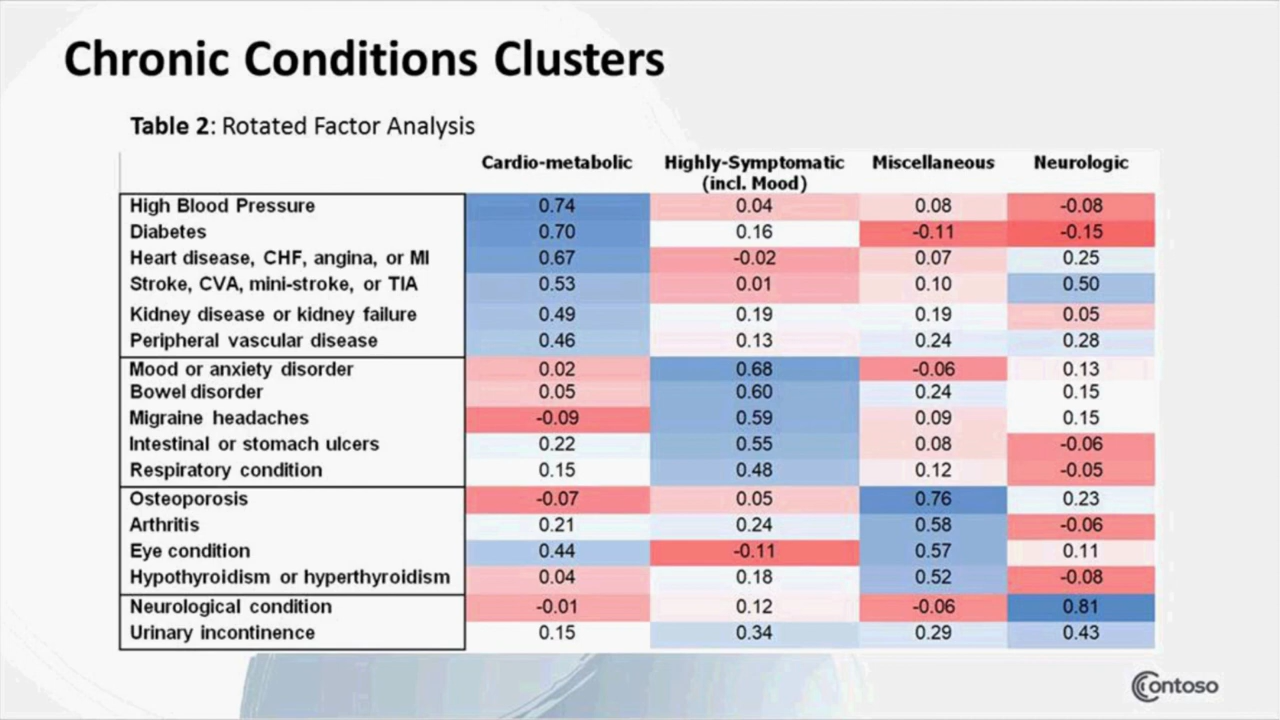 Chronic Conditions Clusters
Table 2: Rotated Factor Analysis
Cardio-metabolic Highly-Symptomatic Miscellaneous Neurologic
(incl. Mood)
High Blood Pressure 0.74 0.04 0.08 -0.08
Diabetes 0.70 0.16 -0.11 -0.15
Heart disease, CHF, angina, or MI 0.67 -0.02 0.07 0.25
Stroke, CVA, mini-stroke, or TIA 0.53 0.01 0.10 0.50
Kidney disease or kidney failure 0.49 0.19 0.19 0.05
Peripheral vascular disease 0.46 0.13 0.24 0.28
Mood or anxiety disorder 0.02 0.68 -0.06 0.13
Bowel disorder 0.05 0.60 0.24 0.15
Migraine headaches -0.09 0.59 0.09 0.15
Intestinal or stomach ulcers 0.22 0.55 0.08 -0.06
Respiratory condition 0.15 0.48 0.12 -0.05
Osteoporosis -0.07 0.05 0.76 0.23
Arthritis 0.21 0.24 0.58 -0.06
Eye condition 0.44 -0.11 0.57 0.11
Hypothyroidism or hyperthyroidism 0.04 0.18 0.52 -0.08
Neurological condition -0.01 0.12 -0.06 0.81
Urinary incontinence 0.15 0.34 0.29 0.43
Contoso